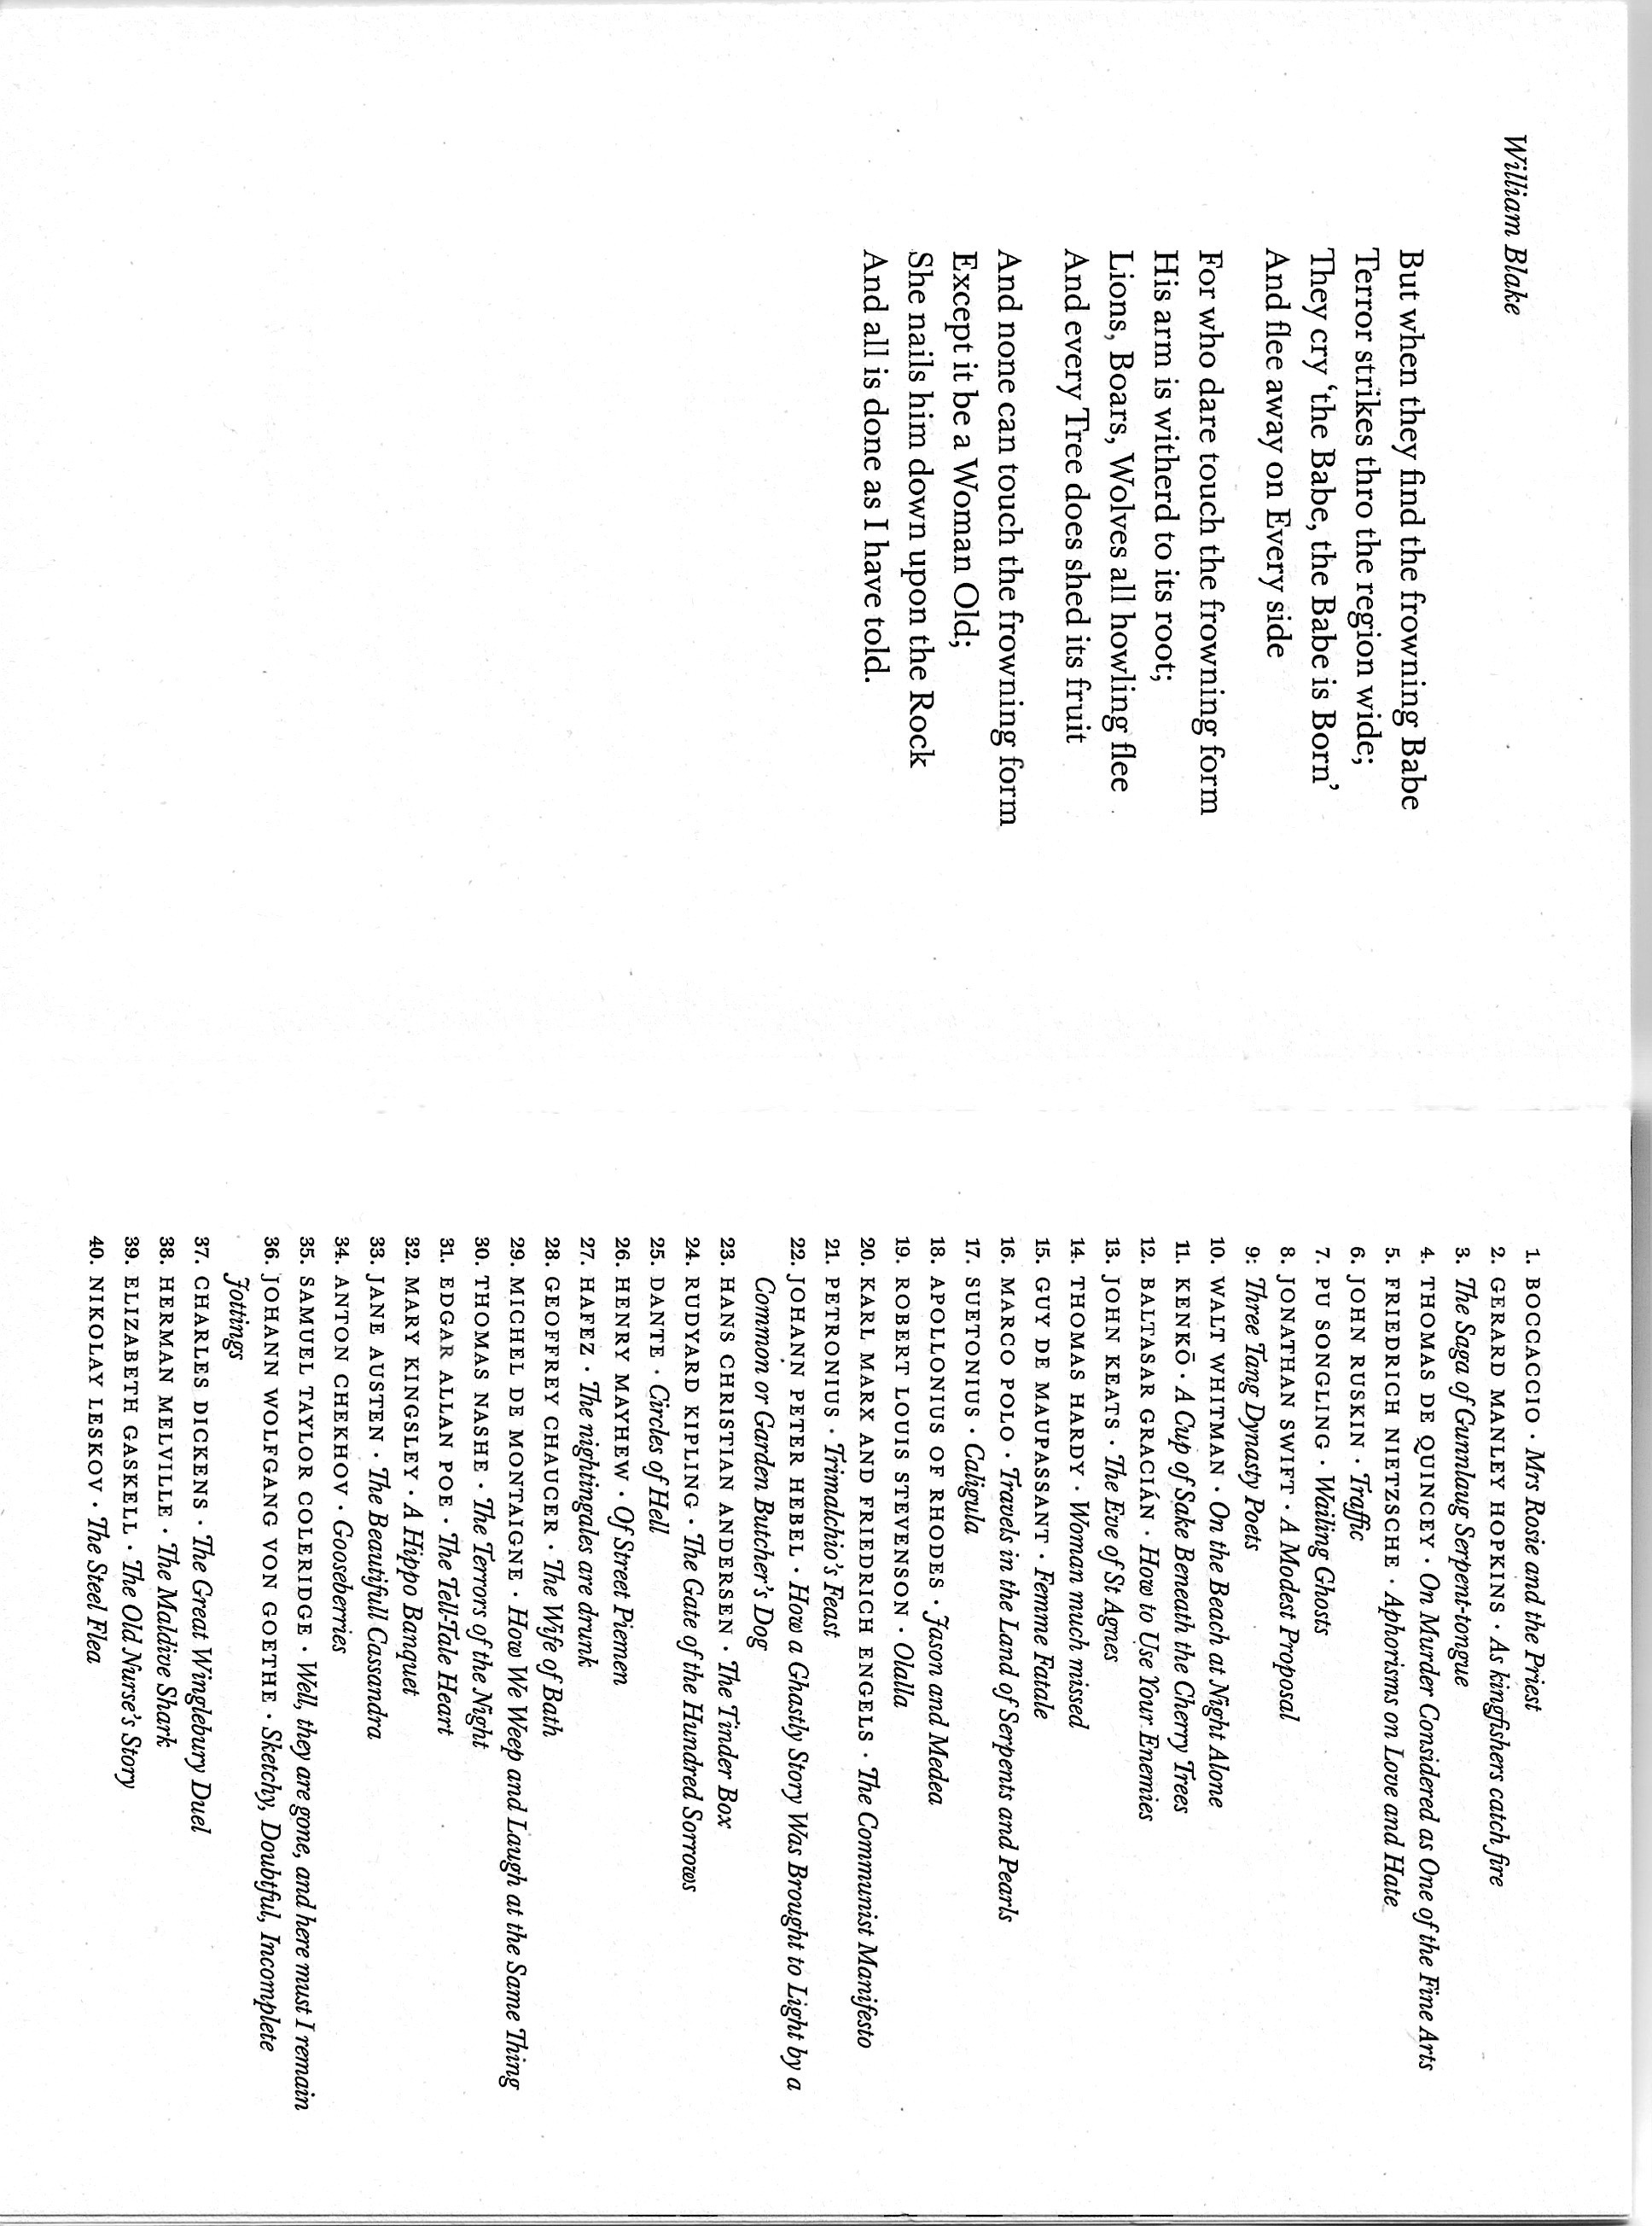 William Blake
But when they find the frowning Babe
Terror strikes thro the region wide;
They cry ‘the Babe, the Babe is Born’
And flee away on Every side
For who dare touch the frowning form
His arm is witherd to its root;
Lions, Boars, Wolves all howling flee
And every Tree does shed its fruit
And none can touch the frowning form
Except it be a Woman Old;
She nails him down upon the Rock
And all is done as I have told.
1. BOCCACCIO · Mrs Rosie and the Priest
2. GERARD MANLEY HOPKINS · As kingfishers catch fire
3. The Saga of Gunnlaug Serpent-tongue
4. THOMAS DE QUINCEY · On Murder Considered as One of the Fine Arts
5. FRIEDRICH NIETZSCHE · Aphorisms on Love and Hate
6. JOHN RUSKIN · Traffic
7. PU SONGLING · Wailing Ghosts
8. JONATHAN SWIFT · A Modest Proposal
9: Three Tang Dynasty Poets
10. WALT WHITMAN · On the Beach at Night Alone
11. KENKŌ · A Cup of Sake Beneath the Cherry Trees
12. BALTASAR GRACIÁN · How to Use Your Enemies
13. JOHN KEATS · The Eve of St Agnes
14. THOMAS HARDY · Woman much missed
15. GUY DE MAUPASSANT · Femme Fatale
16. MARCO POLO · Travels in the Land of Serpents and Pearls
17. SUETONIUS · Caligula
18. APOLLONIUS OF RHODES · Jason and Medea
19. ROBERT LOUIS STEVENSON · Olalla
20. KARL MARX AND FRIEDRICH ENGELS · The Communist Manifesto
21. PETRONIUS · Trimalchio’s Feast
22. JOHANN PETER HEBEL · How a Ghastly Story Was Brought to Light by a
Common or Garden Butcher’s Dog
23. HANS CHRISTIAN ANDERSEN · The Tinder Box
24. RUDYARD KIPLING · The Gate of the Hundred Sorrows
25. DANTE · Circles of Hell
26. HENRY MAYHEW · Of Street Piemen
27. HAFEZ · The nightingales are drunk
28. GEOFFREY CHAUCER · The Wife of Bath
29. MICHEL DE MONTAIGNE · How We Weep and Laugh at the Same Thing
30. THOMAS NASHE · The Terrors of the Night
31. EDGAR ALLAN POE · The Tell-Tale Heart
32. MARY KINGSLEY · A Hippo Banquet
33. JANE AUSTEN · The Beautifull Cassandra
34. ANTON CHEKHOV · Gooseberries
35. SAMUEL TAYLOR COLERIDGE · Well, they are gone, and here must I remain
36. JOHANN WOLFGANG VON GOETHE · Sketchy, Doubtful, Incomplete
Jottings
37. CHARLES DICKENS · The Great Winglebury Duel
38. HERMAN MELVILLE · The Maldive Shark
39. ELIZABETH GASKELL · The Old Nurse’s Story
40. NIKOLAY LESKOV · The Steel Flea